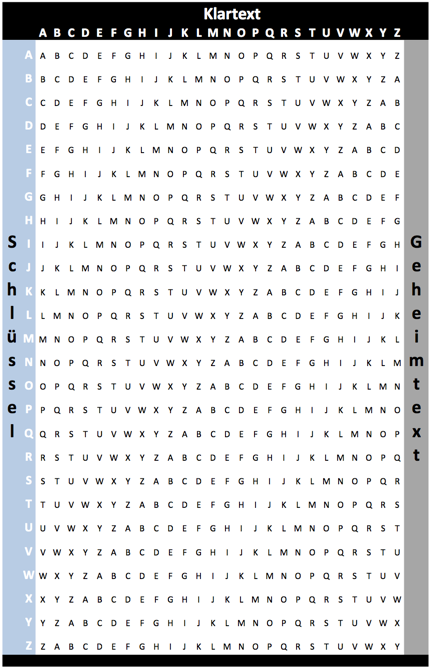 Klartext
A B C D E F G H I J K L M N O P Q R S T U V W X Y Z
A A B C D E F G H I J K L M N O P Q R S T U V W X Y Z
B B C D E F G H I J K L M N O P Q R S T U V W X Y Z A
C C D E F G H I J K L M N O P Q R S T U V W X Y Z A B
D D E F G H I J K L M N O P Q R S T U V W X Y Z A B C
E E F G H I J K L M N O P Q R S T U V W X Y Z A B C D
F F G H I J K L M N O P Q R S T U V W X Y Z A B C D E
G G H I J K L M N O P Q R S T U V W X Y Z A B C D E F
H H I J K L M N O P Q R S T U V W X Y Z A B C D E F G
I I J K L M N O P Q R S T U V W X Y Z A B C D E F G H
J J K L M N O P Q R S T U V W X Y Z A B C D E F G H I
K K L M N O P Q R S T U V W X Y Z A B C D E F G H I J
L L M N O P Q R S T U V W X Y Z A B C D E F G H I J K
M M N O P Q R S T U V W X Y Z A B C D E F G H I J K L
N N O P Q R S T U V W X Y Z A B C D E F G H I J K L M
O O P Q R S T U V W X Y Z A B C D E F G H I J K L M N
P P Q R S T U V W X Y Z A B C D E F G H I J K L M N O
Q Q R S T U V W X Y Z A B C D E F G H I J K L M N O P
R R S T U V W X Y Z A B C D E F G H I J K L M N O P Q
S S T U V W X Y Z A B C D E F G H I J K L M N O P Q R
T T U V W X Y Z A B C D E F G H I J K L M N O P Q R S
U U V W X Y Z A B C D E F G H I J K L M N O P Q R S T
V V W X Y Z A B C D E F G H I J K L M N O P Q R S T U
W W X Y Z A B C D E F G H I J K L M N O P Q R S T U V
X X Y Z A B C D E F G H I J K L M N O P Q R S T U V W
Y Y Z A B C D E F G H I J K L M N O P Q R S T U V W X
Z Z A B C D E F G H I J K L M N O P Q R S T U V W X Y
Schlüssel
Geheimtext